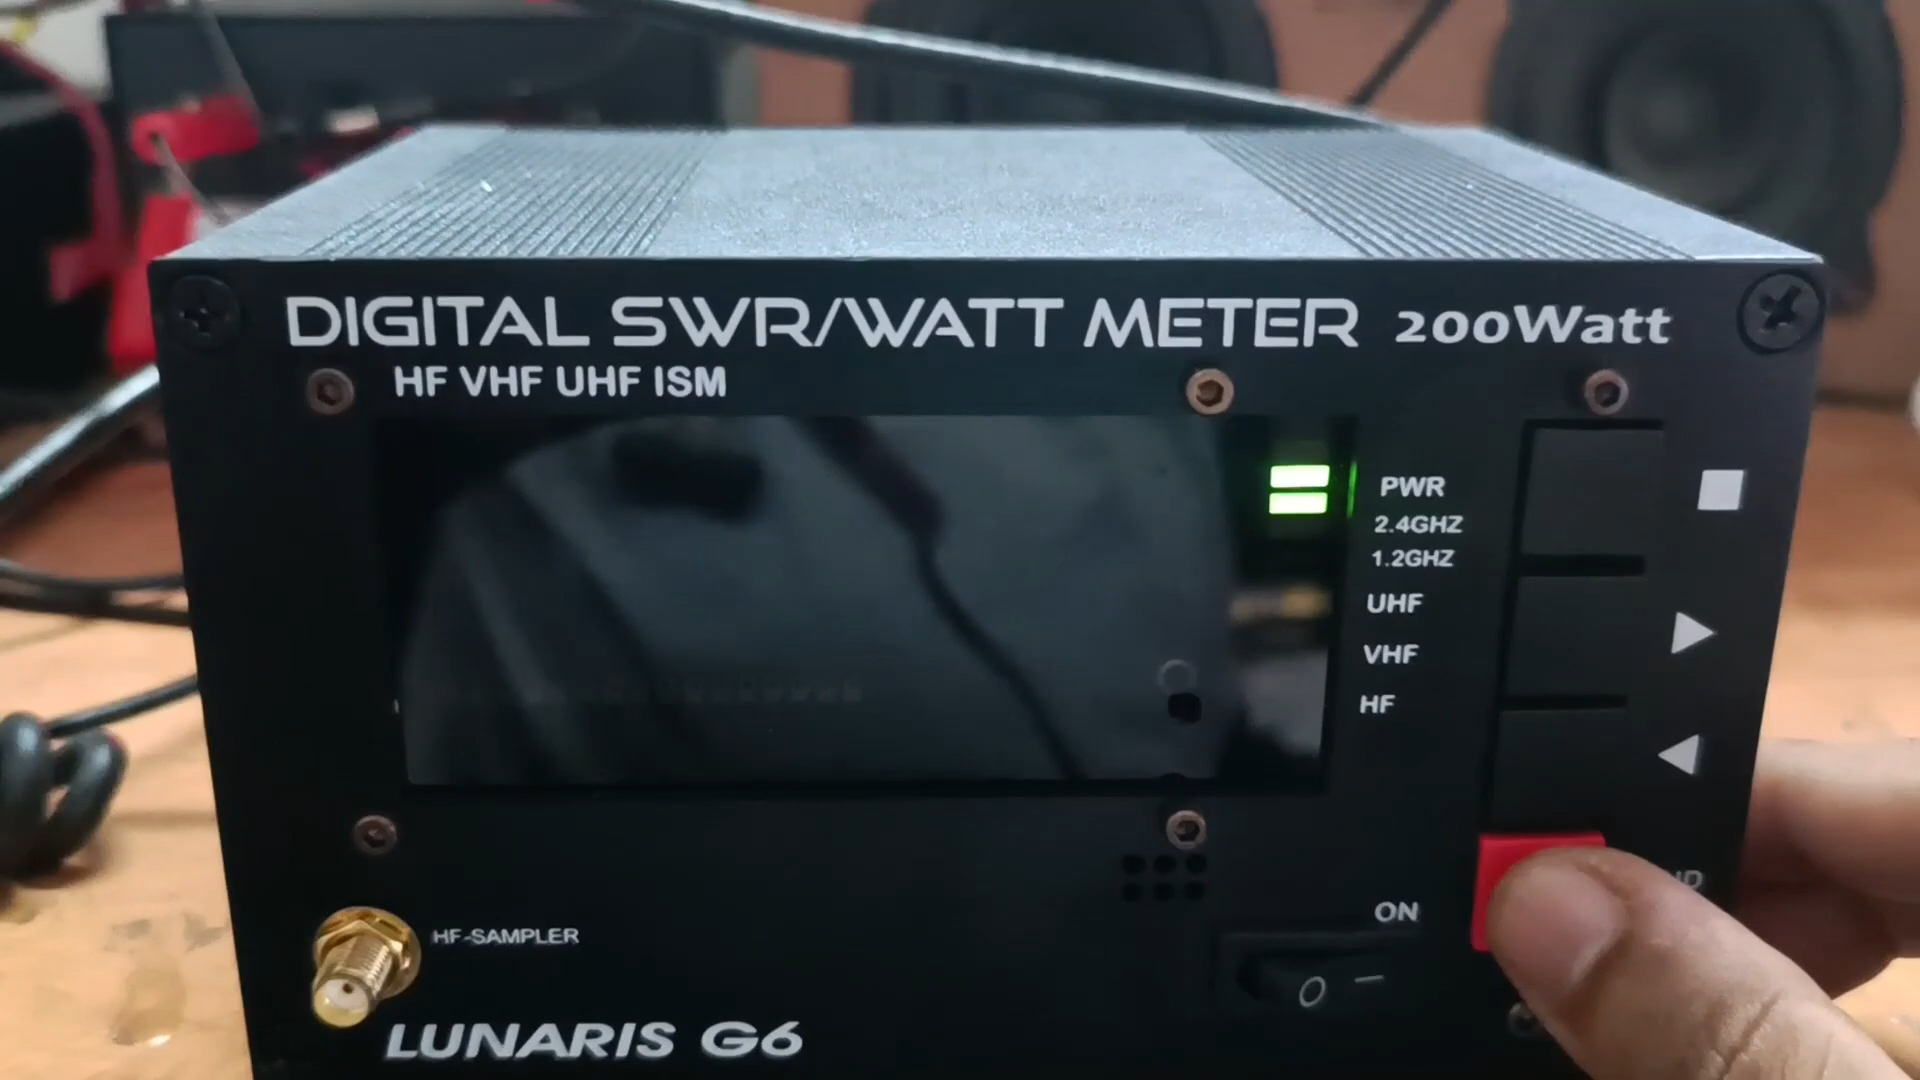 DIGITAL SWR/WATT METER 200Watt
HF VHF UHF ISM
PWR
2.4GHZ
1.2GHZ
UHF
VHF
HF
ON
HF-SAMPLER
LUNARIS G6